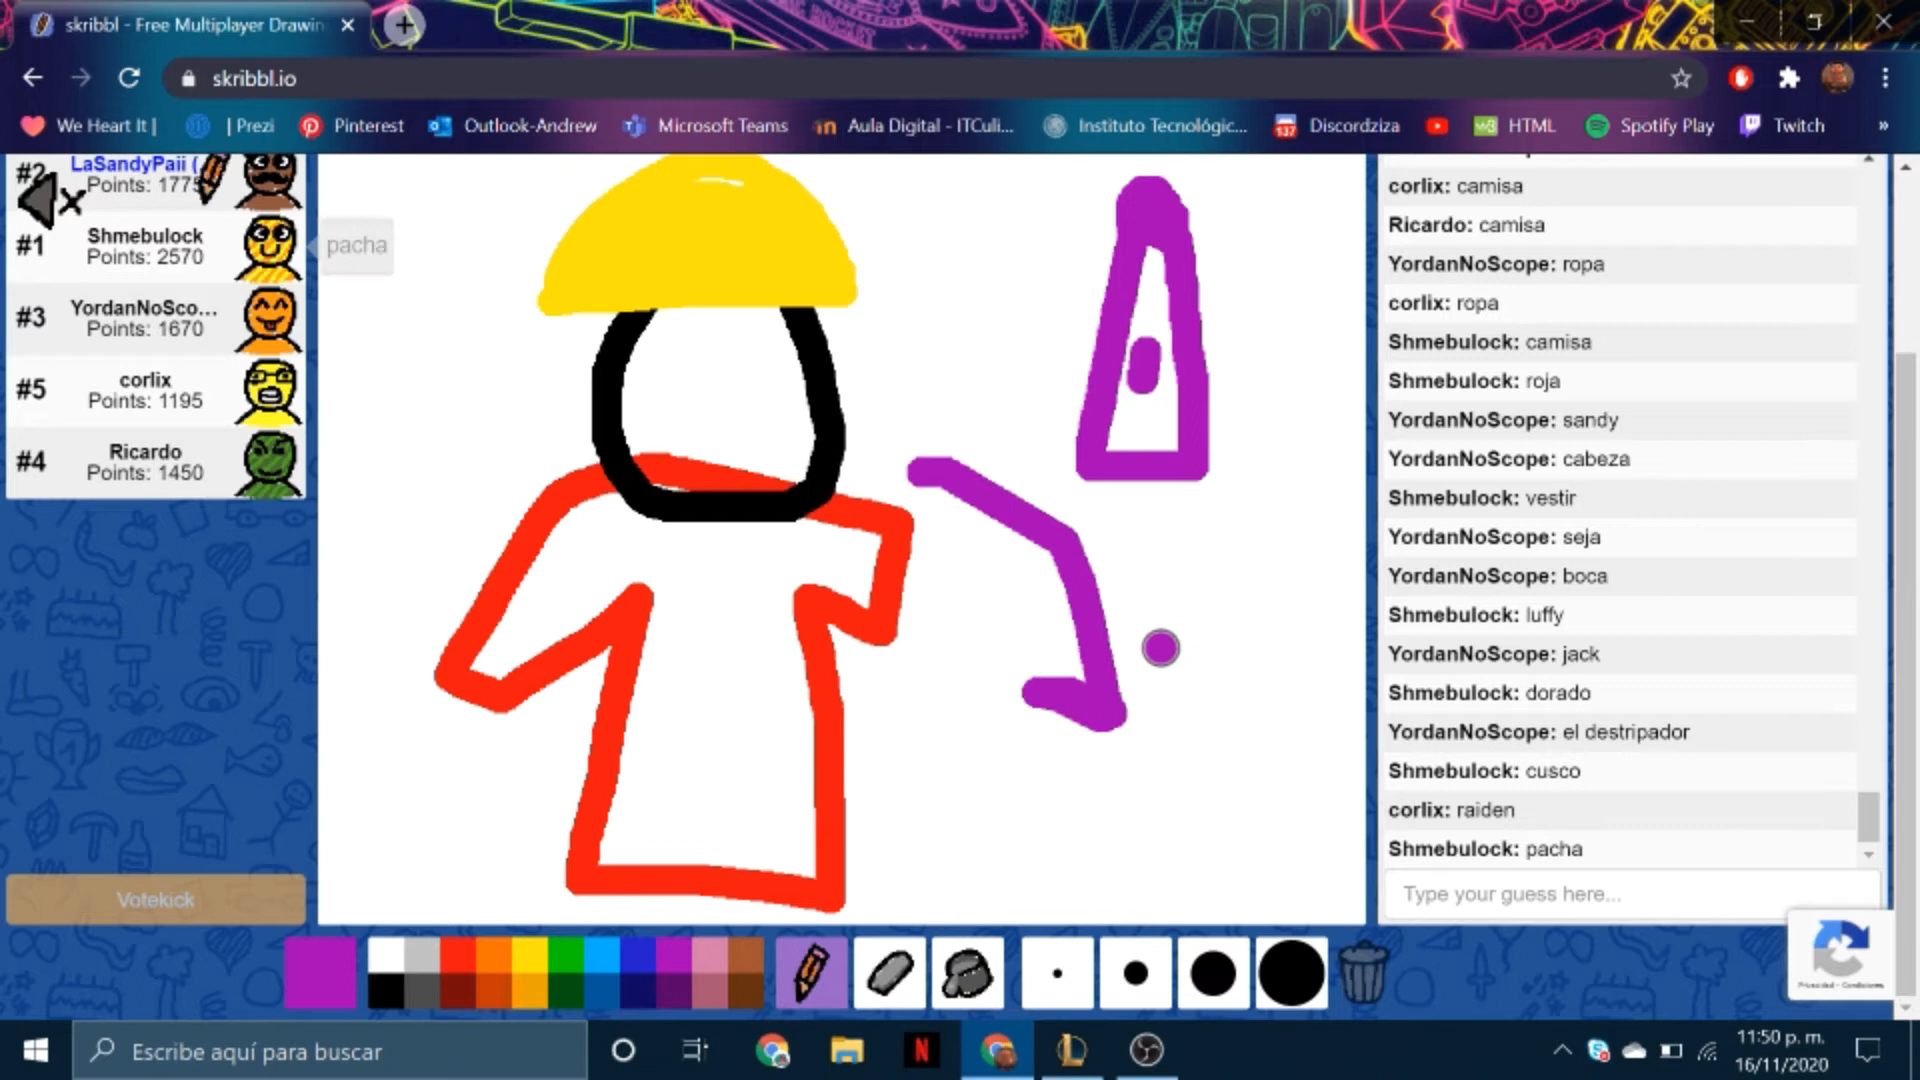 skribbl - Free Multiplayer Drawin
skribbl.io
We Heart It |
| Prezi
Pinterest
Outlook-Andrew
Microsoft Teams
Aula Digital - ITCuli...
Instituto Tecnológic...
137
Discordziza
HTML
Spotify Play
Twitch
»
#2
LaSandyPaii (
Points: 1775
#1
Shmebulock
Points: 2570
pacha
#3
YordanNoSco...
Points: 1670
#5
corlix
Points: 1195
#4
Ricardo
Points: 1450
Votekick
corlix: camisa
Ricardo: camisa
YordanNoScope: ropa
corlix: ropa
Shmebulock: camisa
Shmebulock: roja
YordanNoScope: sandy
YordanNoScope: cabeza
Shmebulock: vestir
YordanNoScope: seja
YordanNoScope: boca
Shmebulock: luffy
YordanNoScope: jack
Shmebulock: dorado
YordanNoScope: el destripador
Shmebulock: cusco
corlix: raiden
Shmebulock: pacha
Type your guess here...
Privacidad - Condiciones
Escribe aquí para buscar
11:50 p. m.
16/11/2020